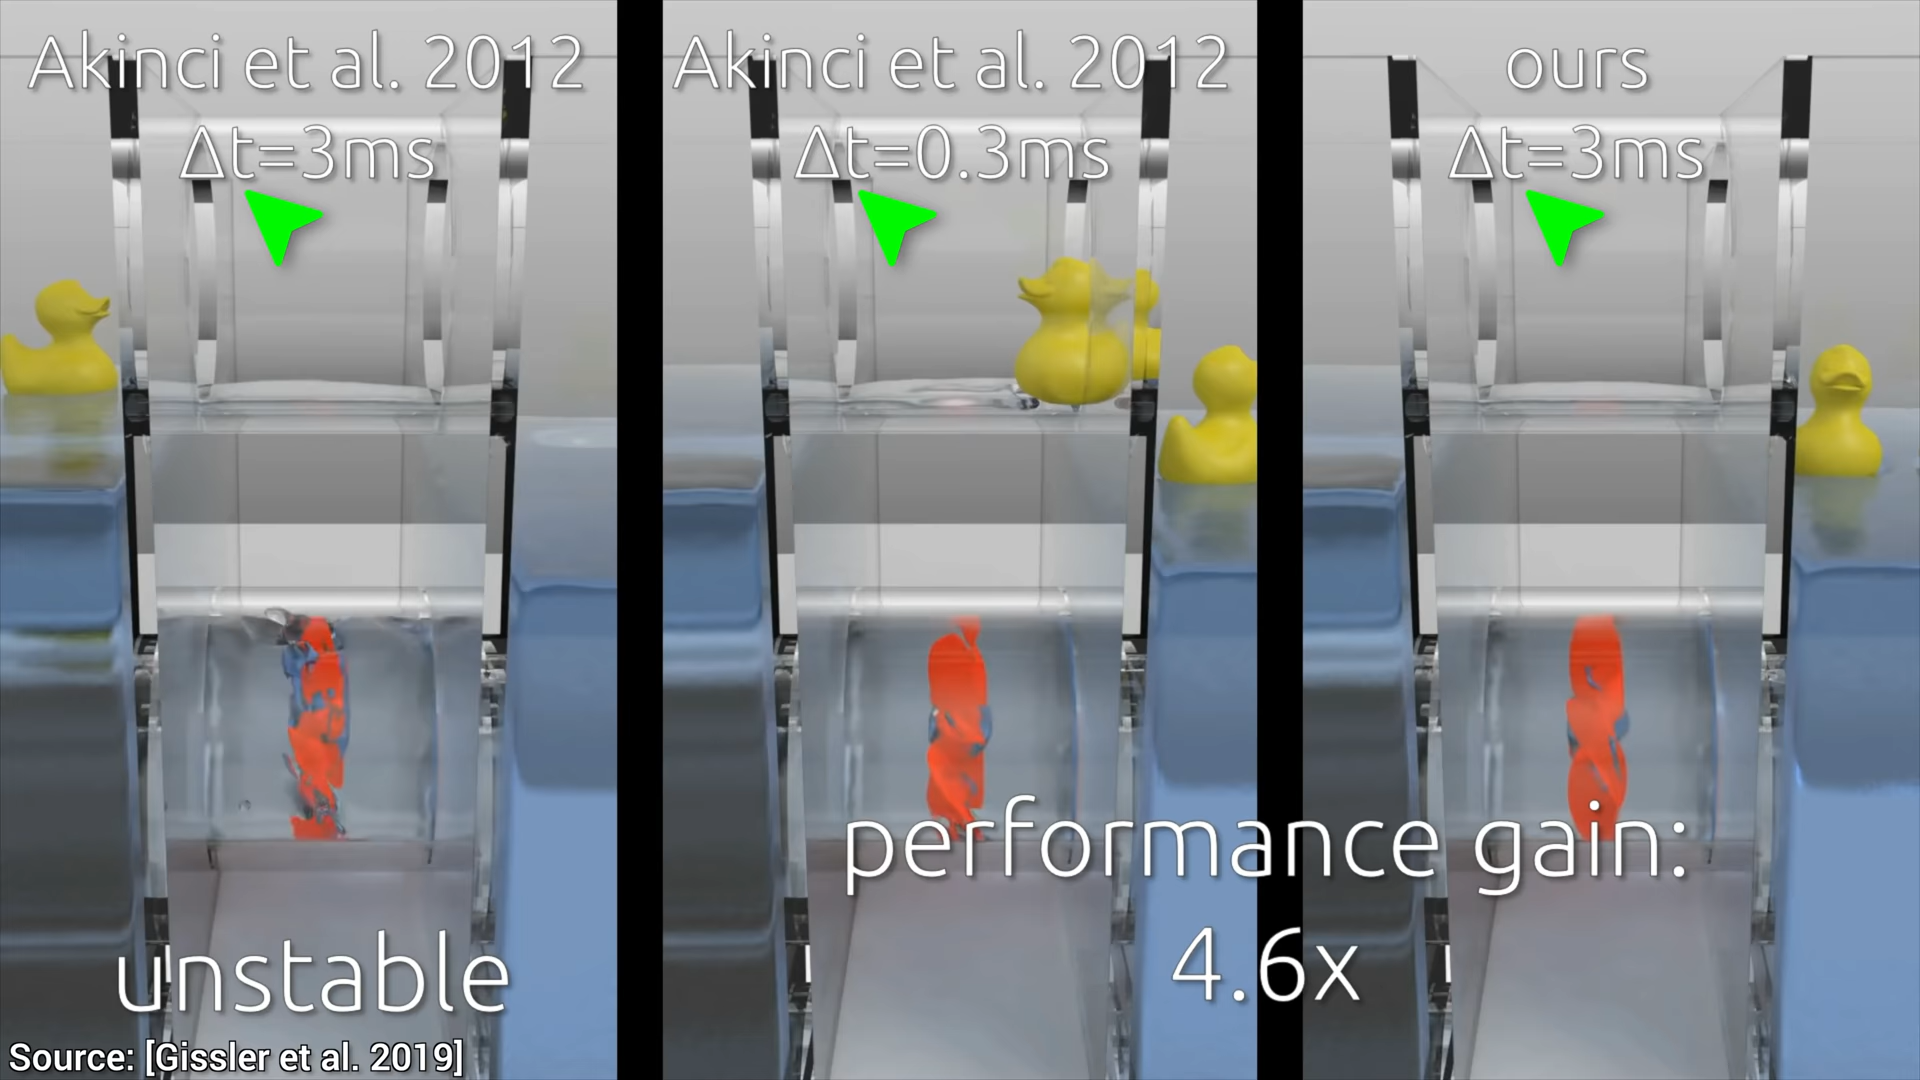 Akinci et al. 2012
Δt=3ms
unstable
Akinci et al. 2012
Δt=0.3ms
ours
Δt=3ms
performance gain:
4.6x
Source: [Gissler et al. 2019]